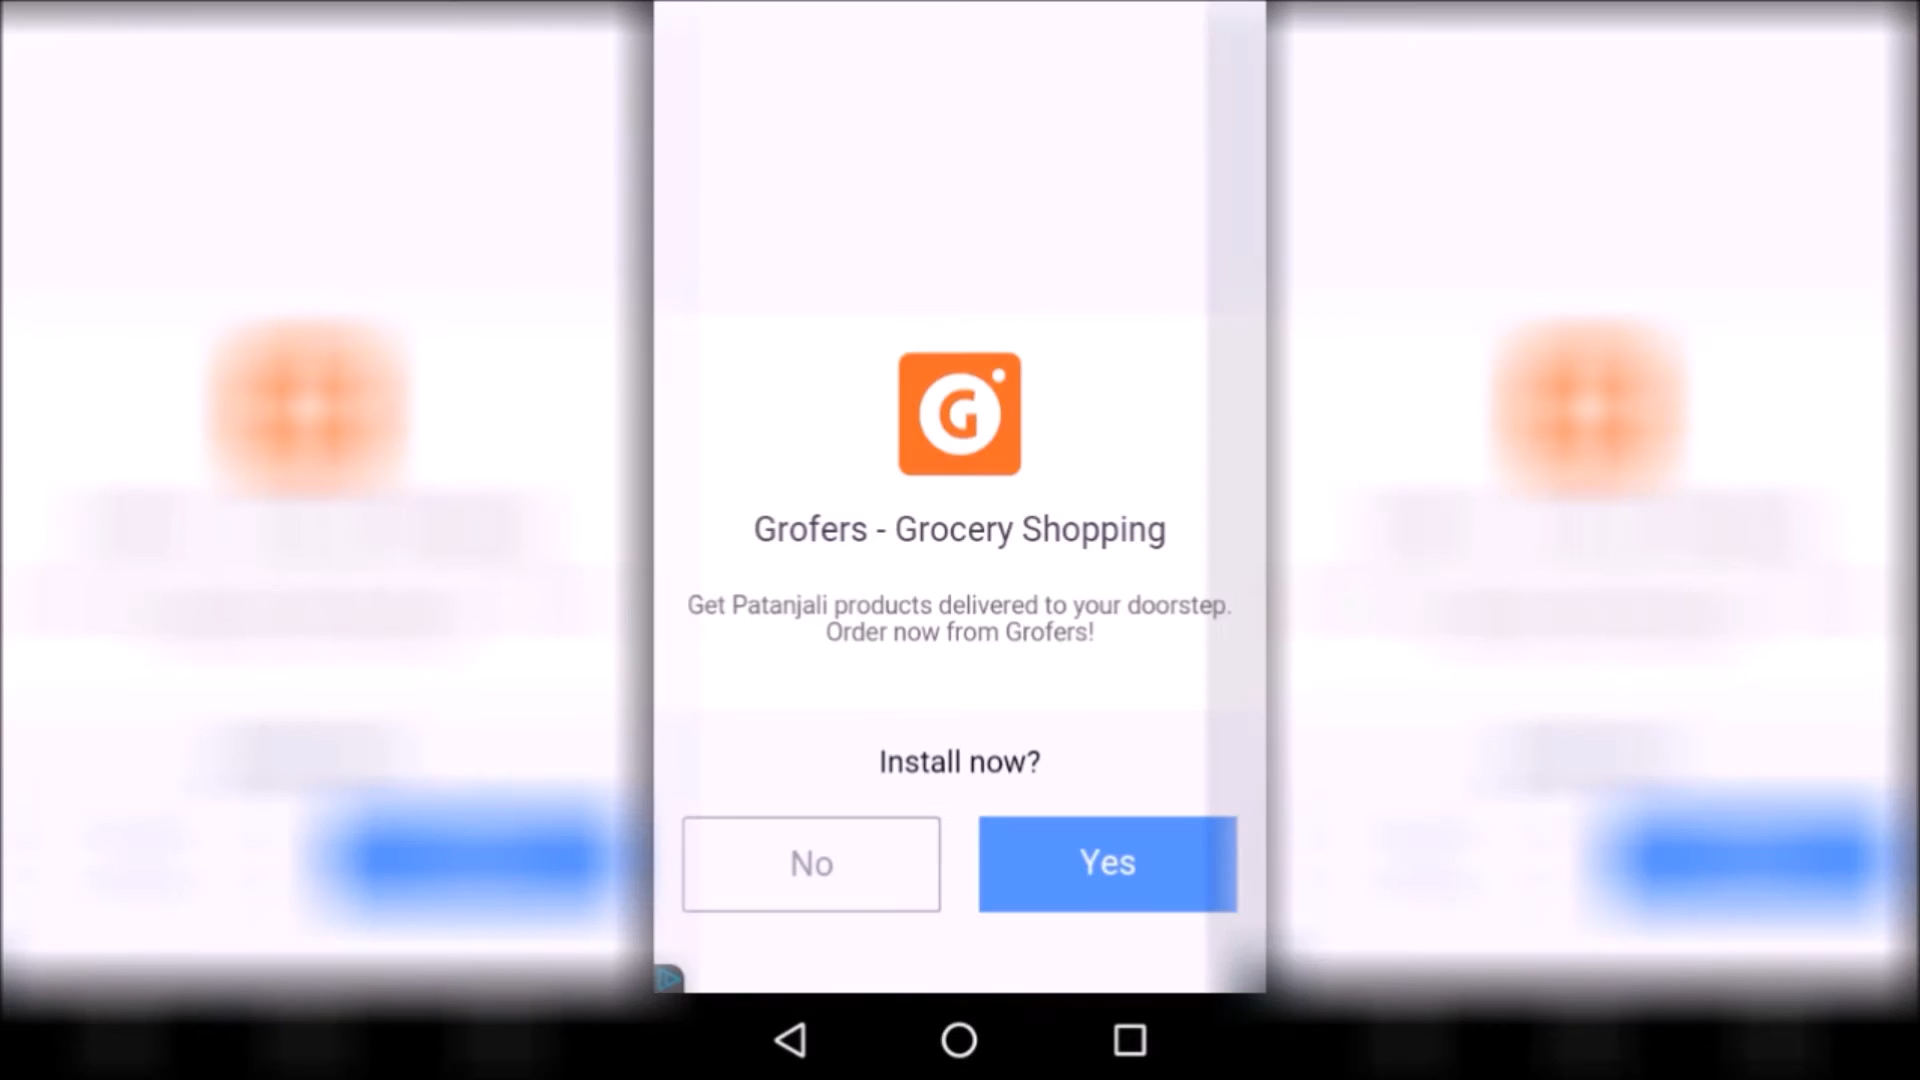 G
Grofers - Grocery Shopping
Get Patanjali products delivered to your doorstep.
Order now from Grofers!
Install now?
No
Yes